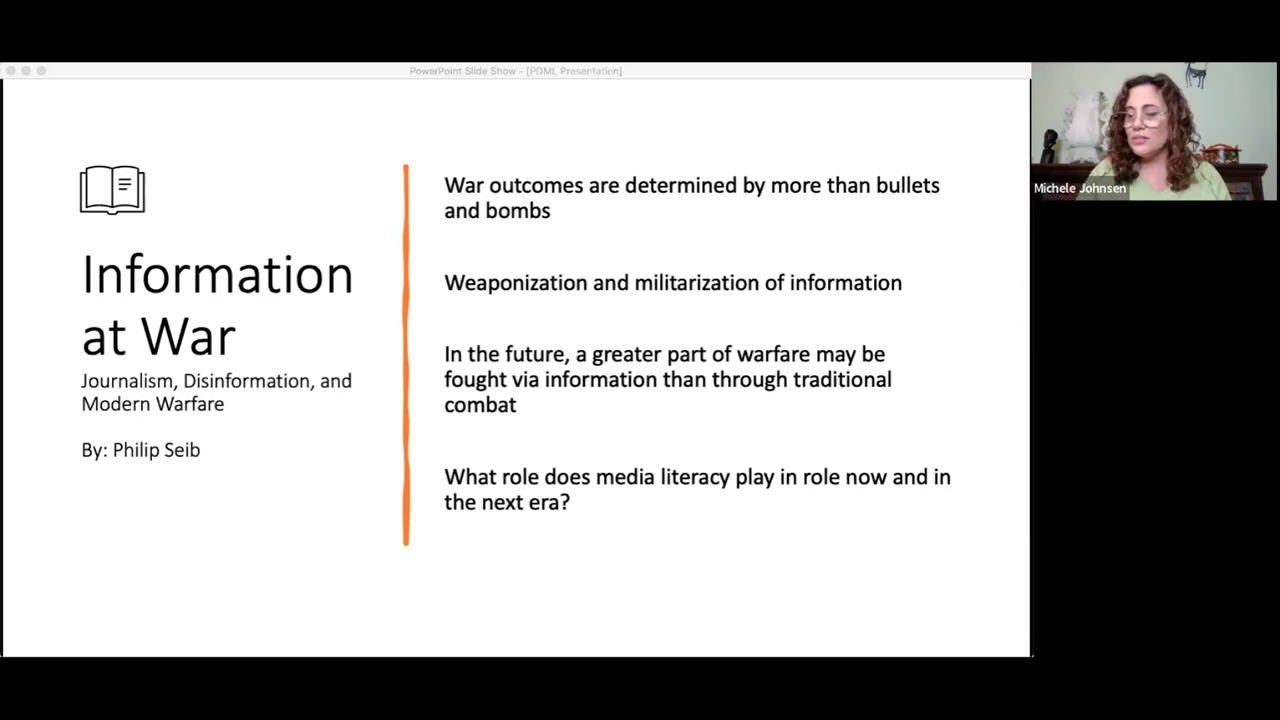 PowerPoint Slide Show - [PDML Presentation]
Information
at War
Journalism, Disinformation, and
Modern Warfare
By: Philip Seib
War outcomes are determined by more than bullets
and bombs
Weaponization and militarization of information
In the future, a greater part of warfare may be
fought via information than through traditional
combat
What role does media literacy play in role now and in
the next era?
Michele Johnsen